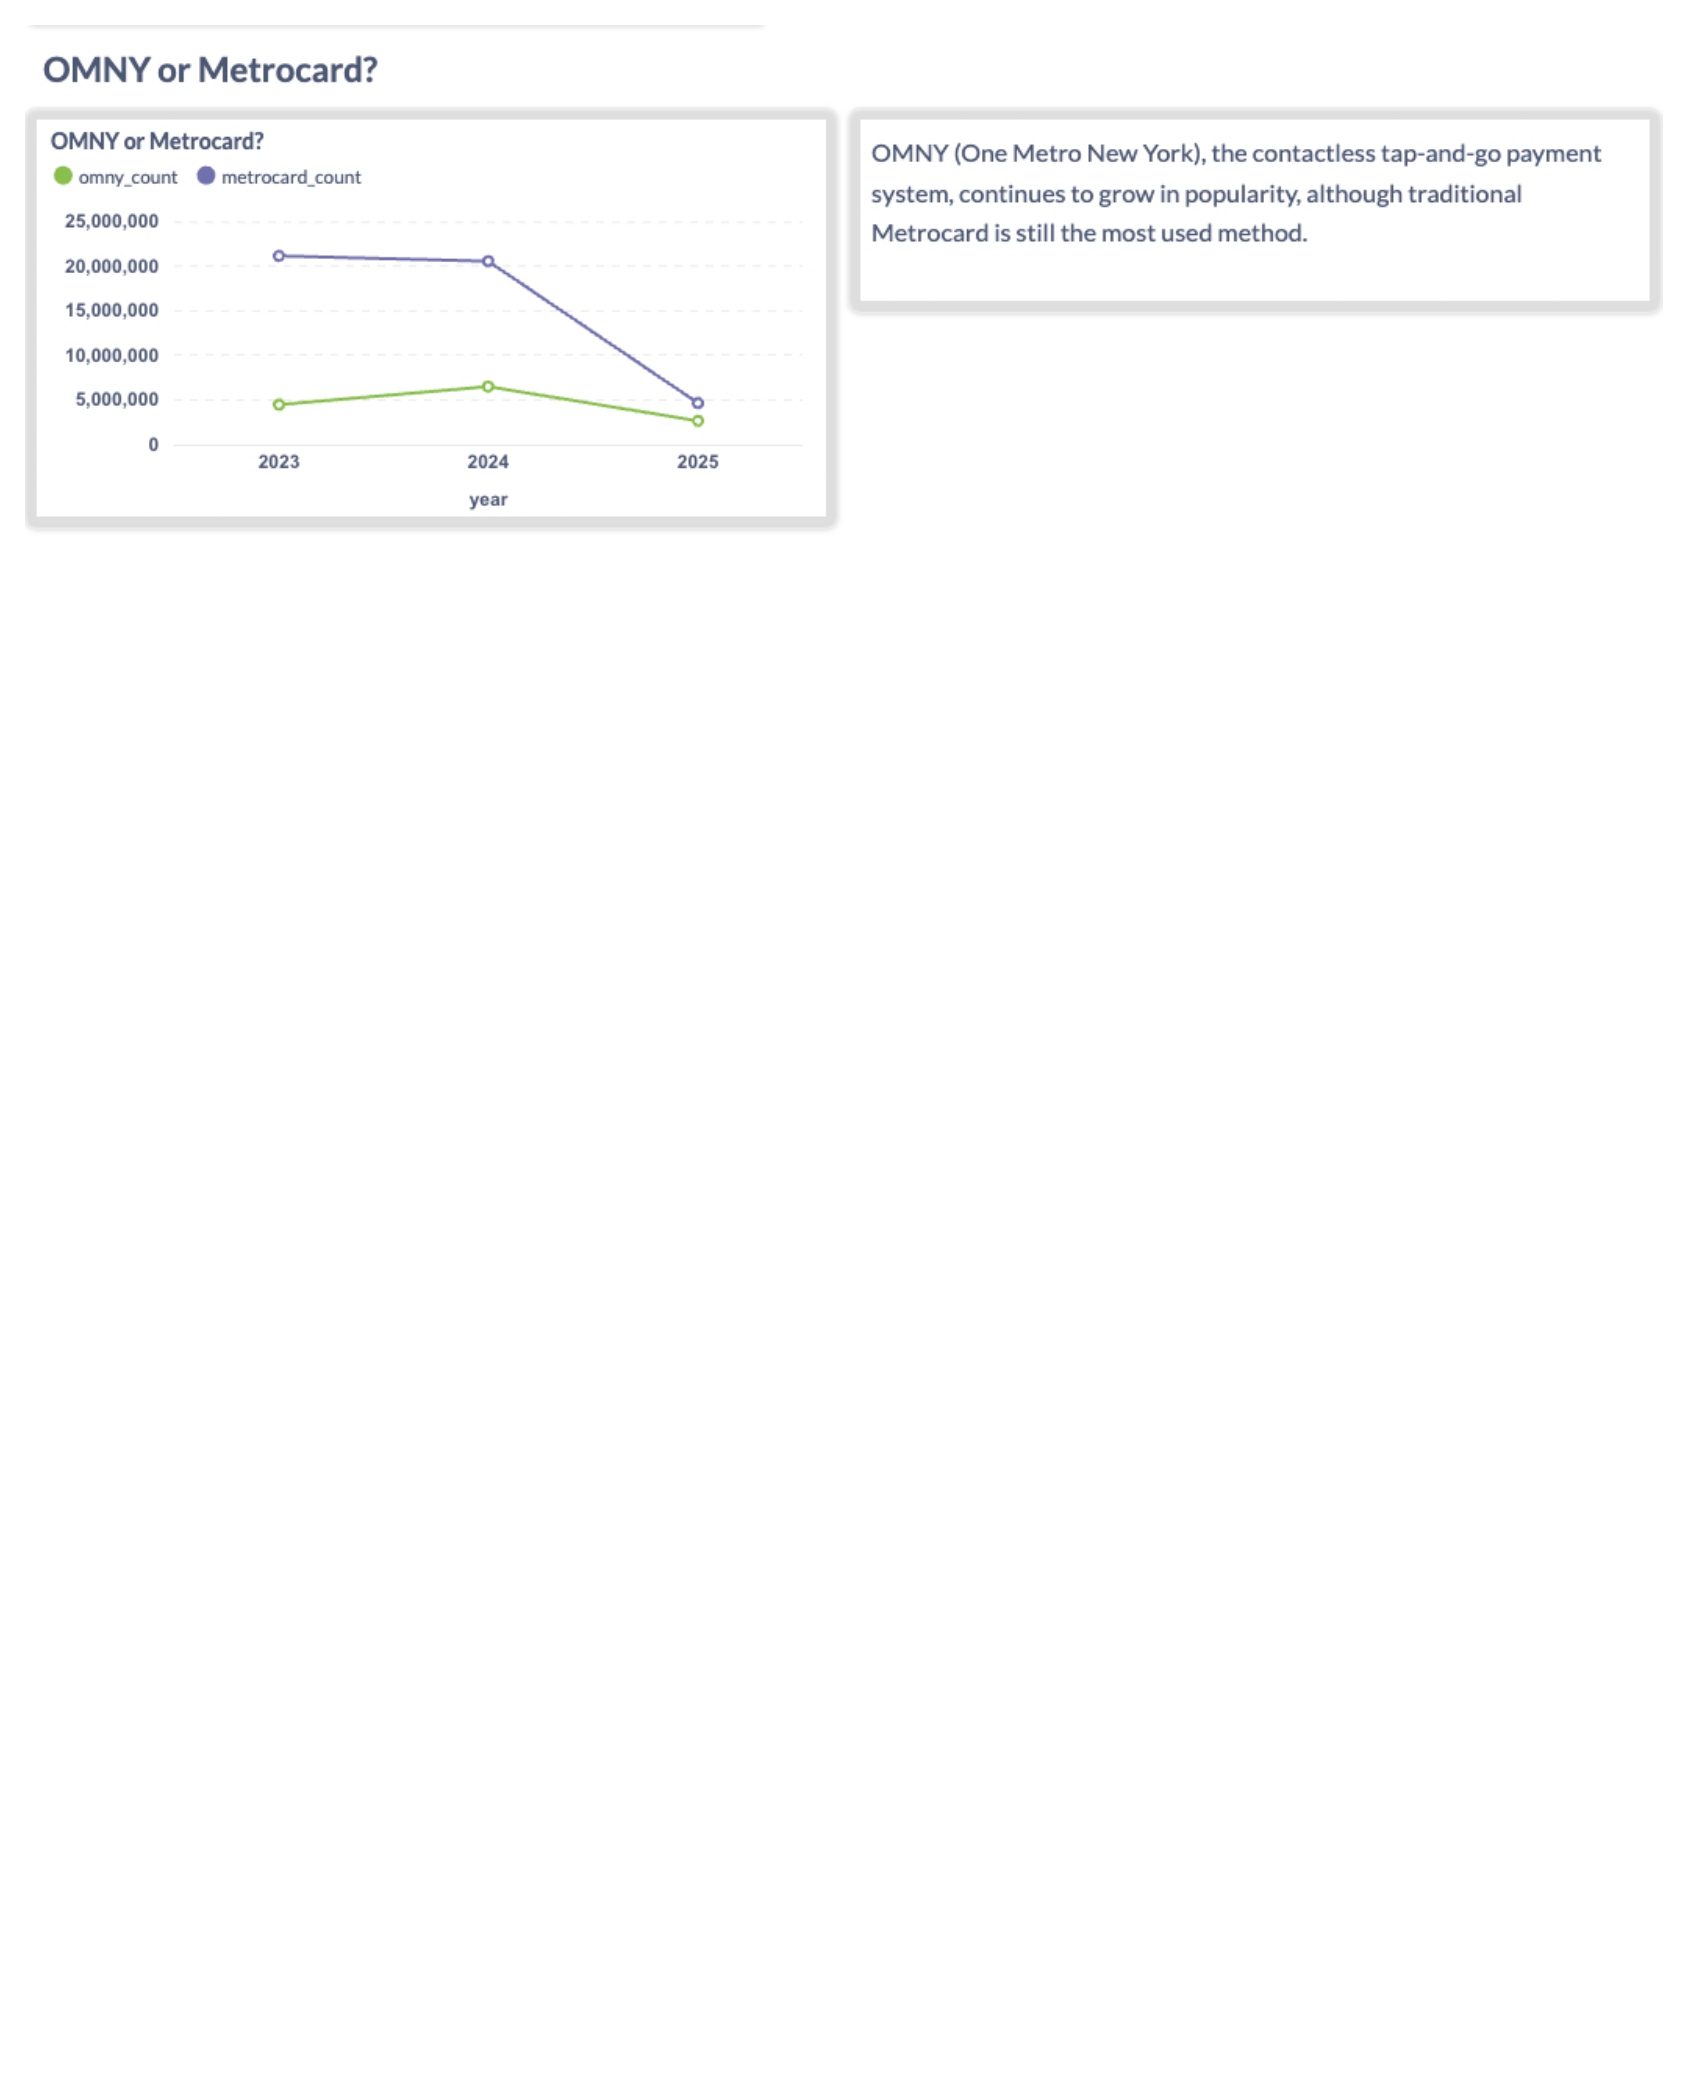 OMNY or Metrocard?
OMNY or Metrocard?
omny_count metrocard_count
25,000,000
20,000,000
15,000,000
10,000,000
5,000,000
0
2023 2024 2025
year
OMNY (One Metro New York), the contactless tap-and-go payment
system, continues to grow in popularity, although traditional
Metrocard is still the most used method.